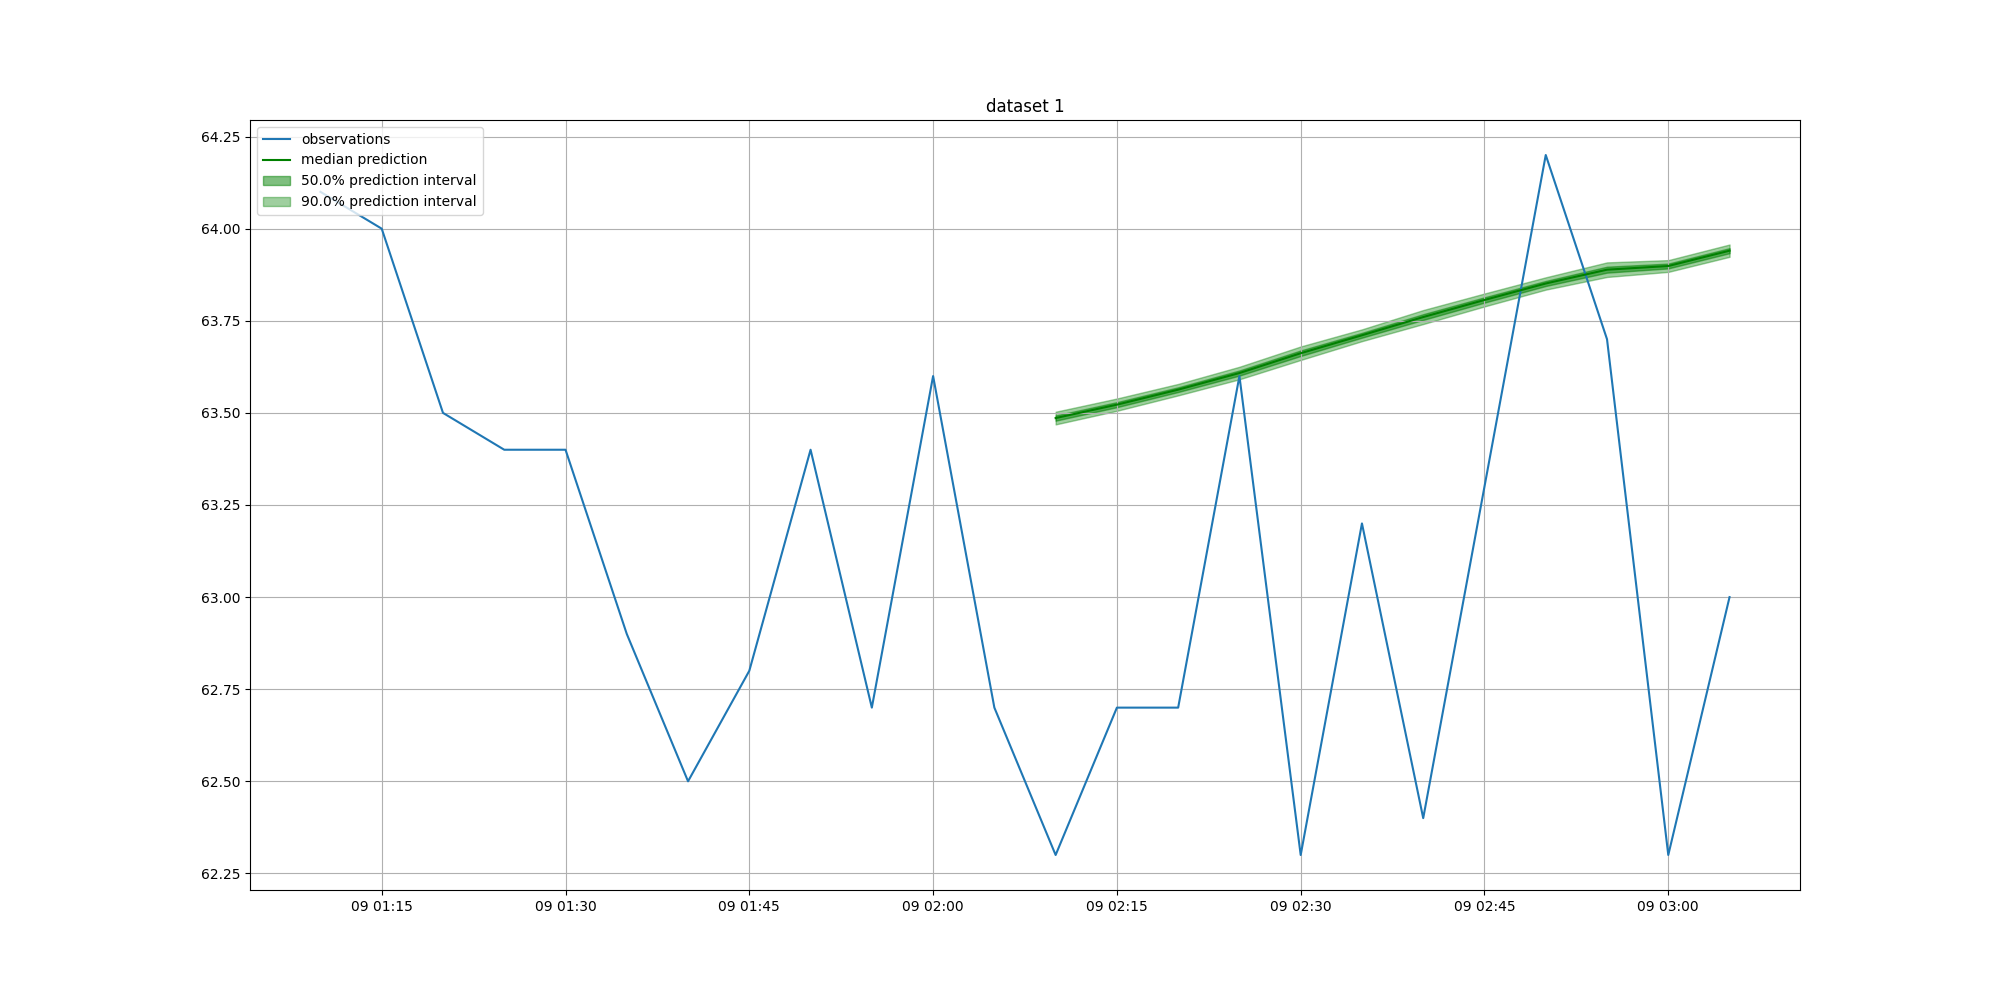 dataset 1
64.25
64.00
63.75
63.50
63.25
63.00
62.75
62.50
62.25
observations
median prediction
50.0% prediction interval
90.0% prediction interval
09 01:15 09 01:30 09 01:45 09 02:00 09 02:15 09 02:30 09 02:45 09 03:00